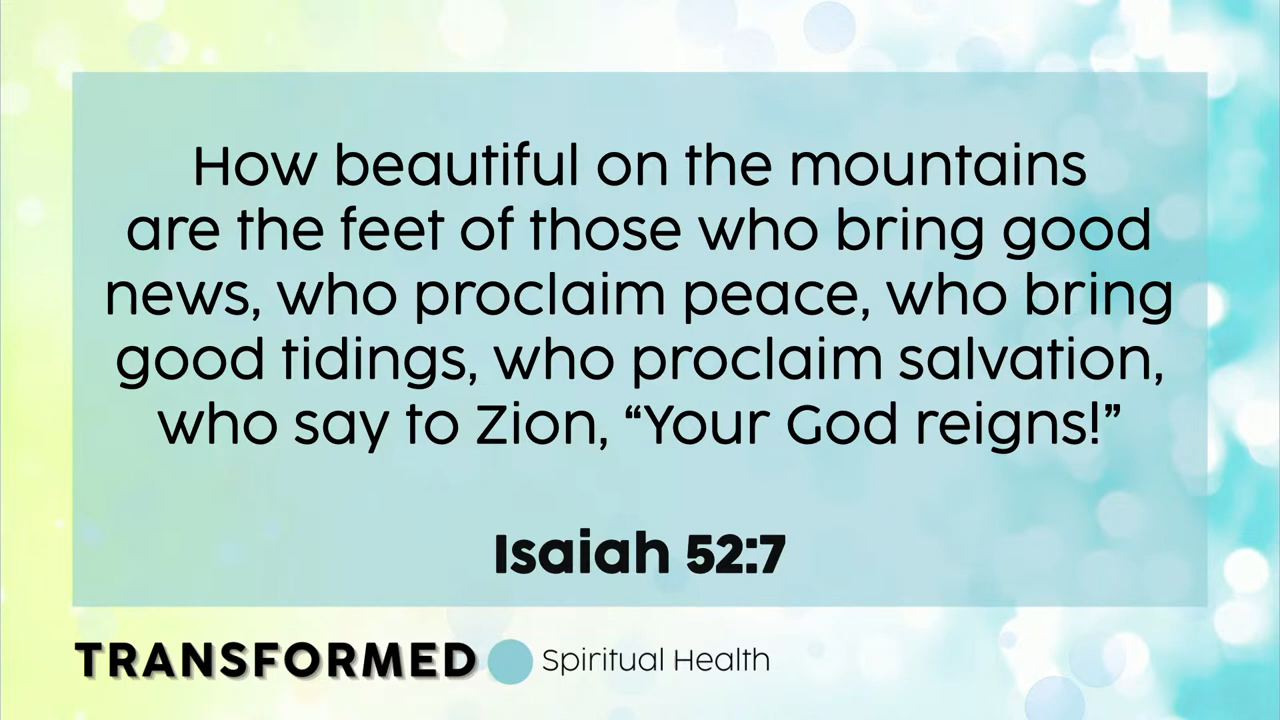 How beautiful on the mountains
are the feet of those who bring good
news, who proclaim peace, who bring
good tidings, who proclaim salvation,
who say to Zion, “Your God reigns!”
Isaiah 52:7
TRANSFORMED Spiritual Health